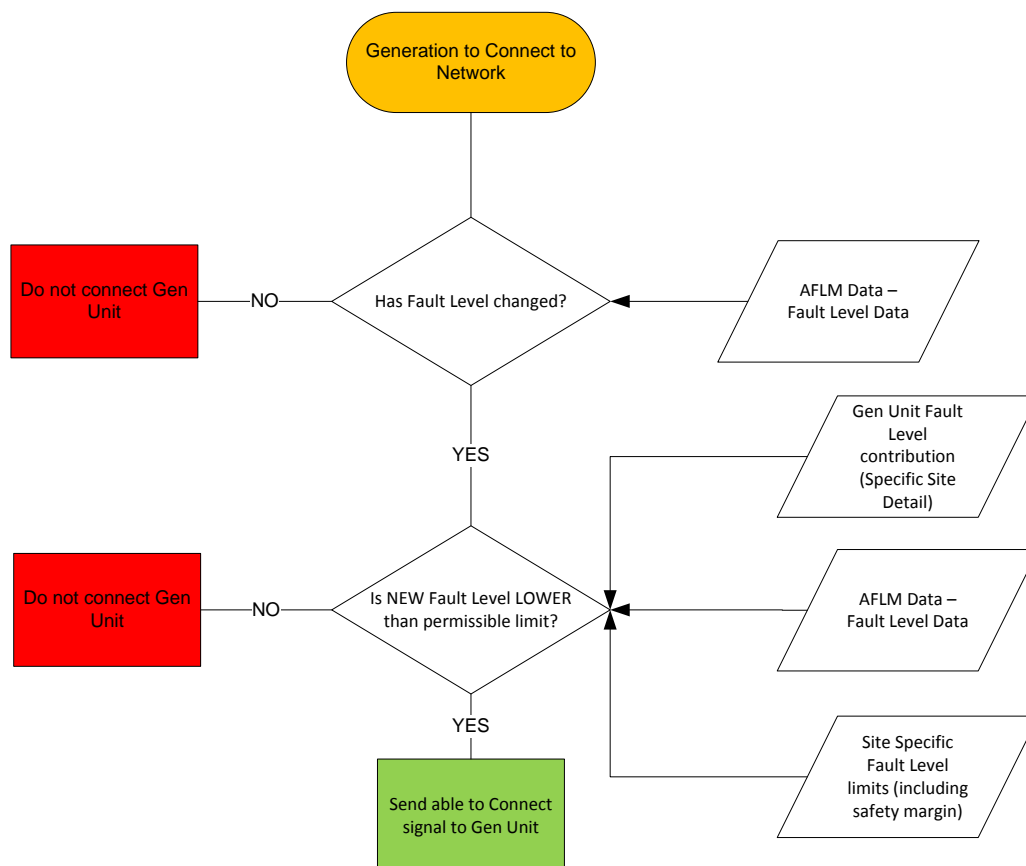 Generation to Connect to
Network
Do not connect Gen
Unit
NO
Has Fault Level changed?
AFLM Data –
Fault Level Data
YES
Gen Unit Fault
Level
contribution
(Specific Site
Detail)
Do not connect Gen
Unit
NO
Is NEW Fault Level LOWER
than permissible limit?
AFLM Data –
Fault Level Data
YES
Site Specific
Fault Level
limits (including
safety margin)
Send able to Connect
signal to Gen Unit